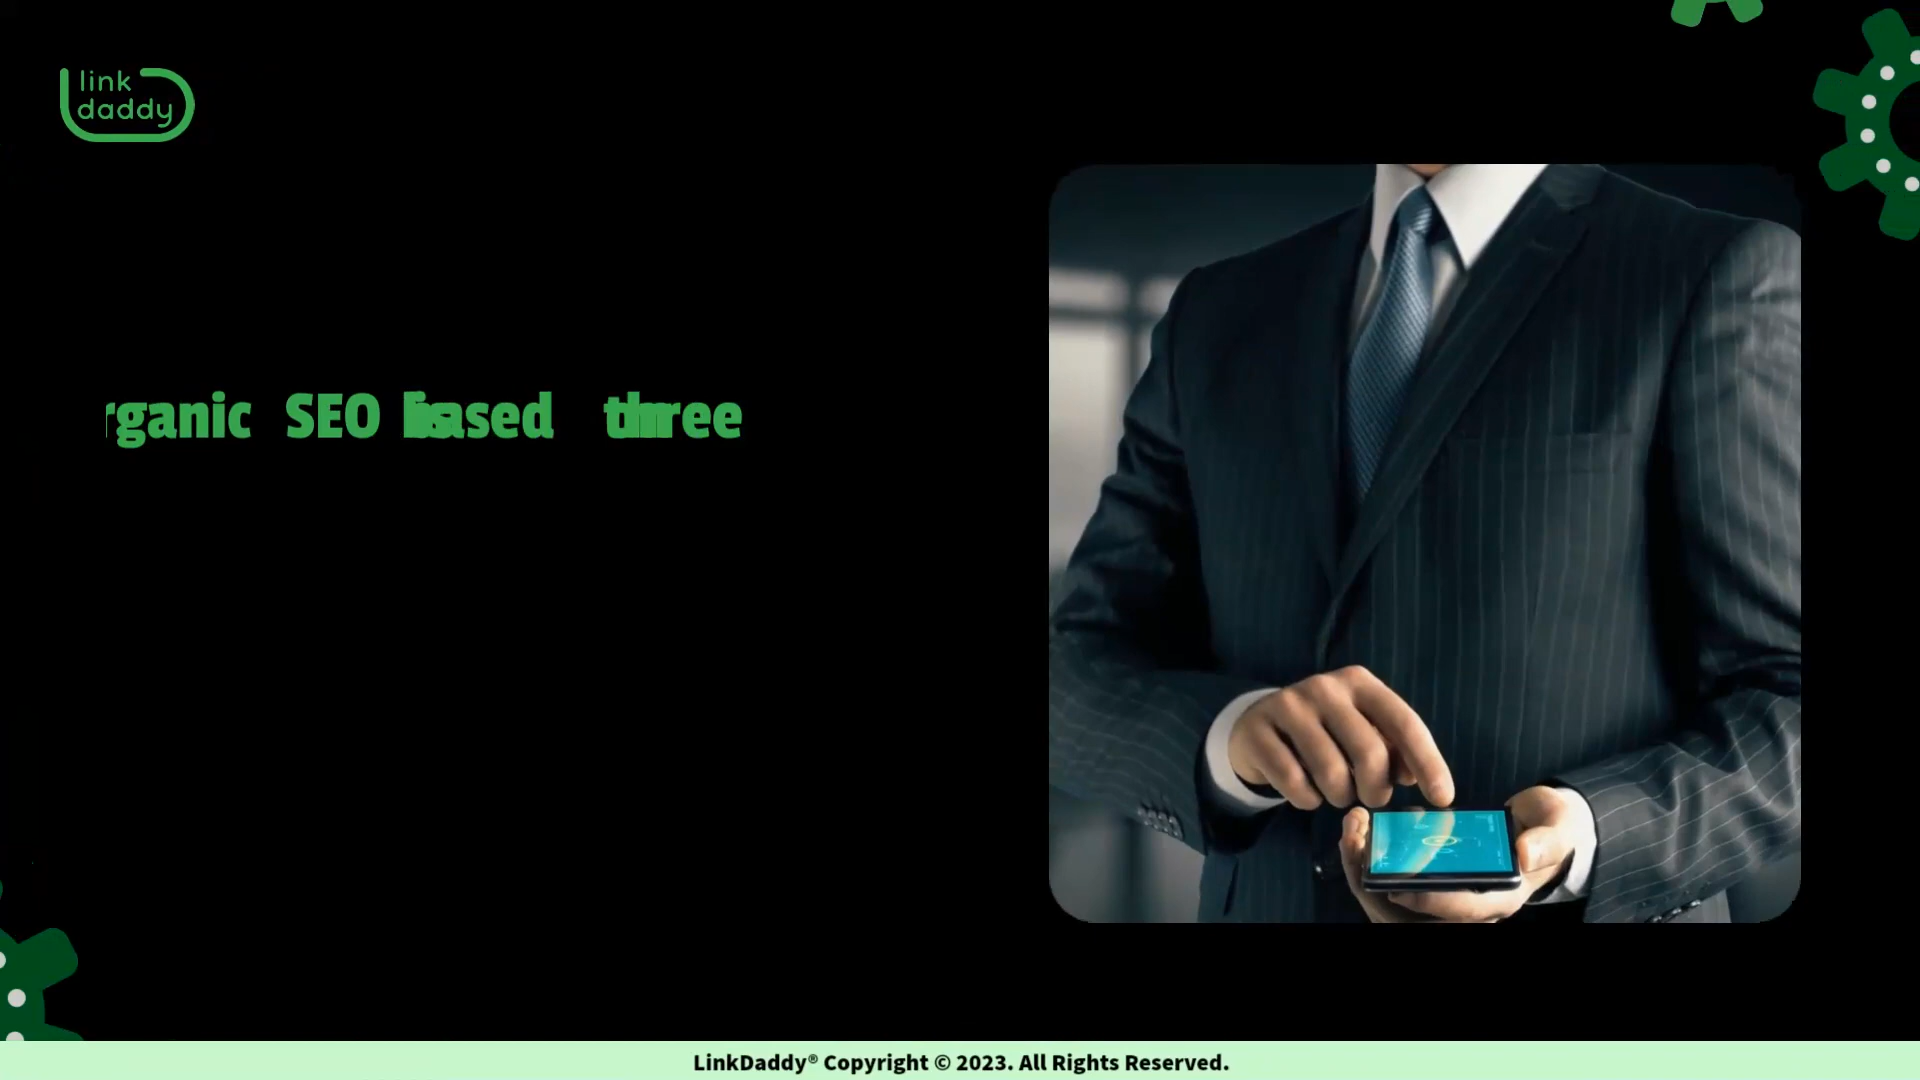 link
daddy
rganic SEO based three
LinkDaddy® Copyright © 2023. All Rights Reserved.